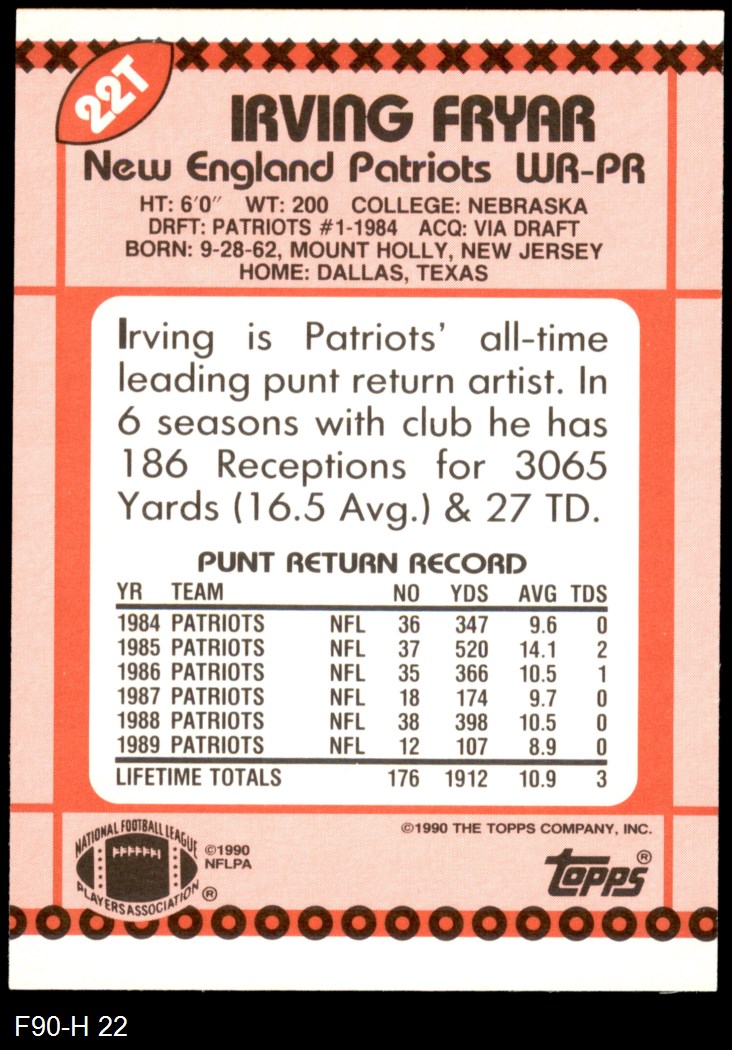 22T
IRVING FRYAR
New England Patriots WR-PR
HT: 6'0" WT: 200 COLLEGE: NEBRASKA
DRFT: PATRIOTS #1-1984 ACQ: VIA DRAFT
BORN: 9-28-62, MOUNT HOLLY, NEW JERSEY
HOME: DALLAS, TEXAS
Irving is Patriots' all-time
leading punt return artist. In
6 seasons with club he has
186 Receptions for 3065
Yards (16.5 Avg.) & 27 TD.
PUNT RETURN RECORD
YR TEAM NO YDS AVG TDS
1984 PATRIOTS NFL 36 347 9.6 0
1985 PATRIOTS NFL 37 520 14.1 2
1986 PATRIOTS NFL 35 366 10.5 1
1987 PATRIOTS NFL 18 174 9.7 0
1988 PATRIOTS NFL 38 398 10.5 0
1989 PATRIOTS NFL 12 107 8.9 0
LIFETIME TOTALS 176 1912 10.9 3
©1990 THE TOPPS COMPANY, INC.
NATIONAL FOOTBALL LEAGUE
PLAYERS ASSOCIATION ®
©1990
NFLPA
topps®
F90-H 22